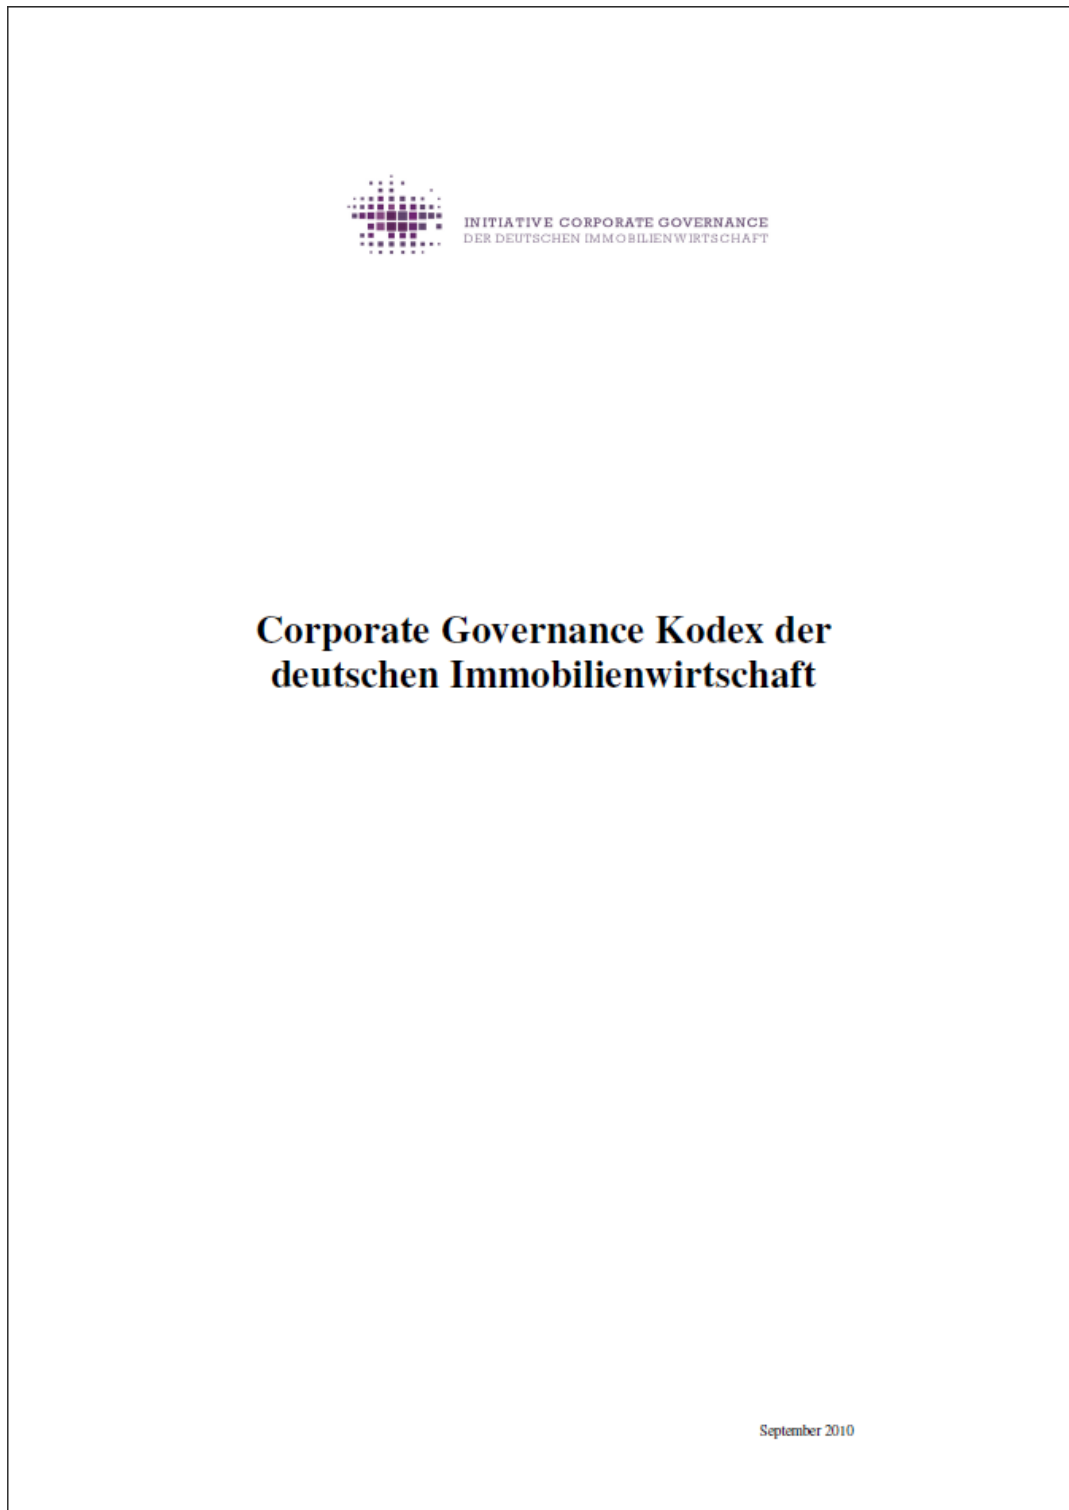 INITIATIVE CORPORATE GOVERNANCE
DER DEUTSCHEN IMMOBILIENWIRTSCHAFT
Corporate Governance Kodex der
deutschen Immobilienwirtschaft
September 2010